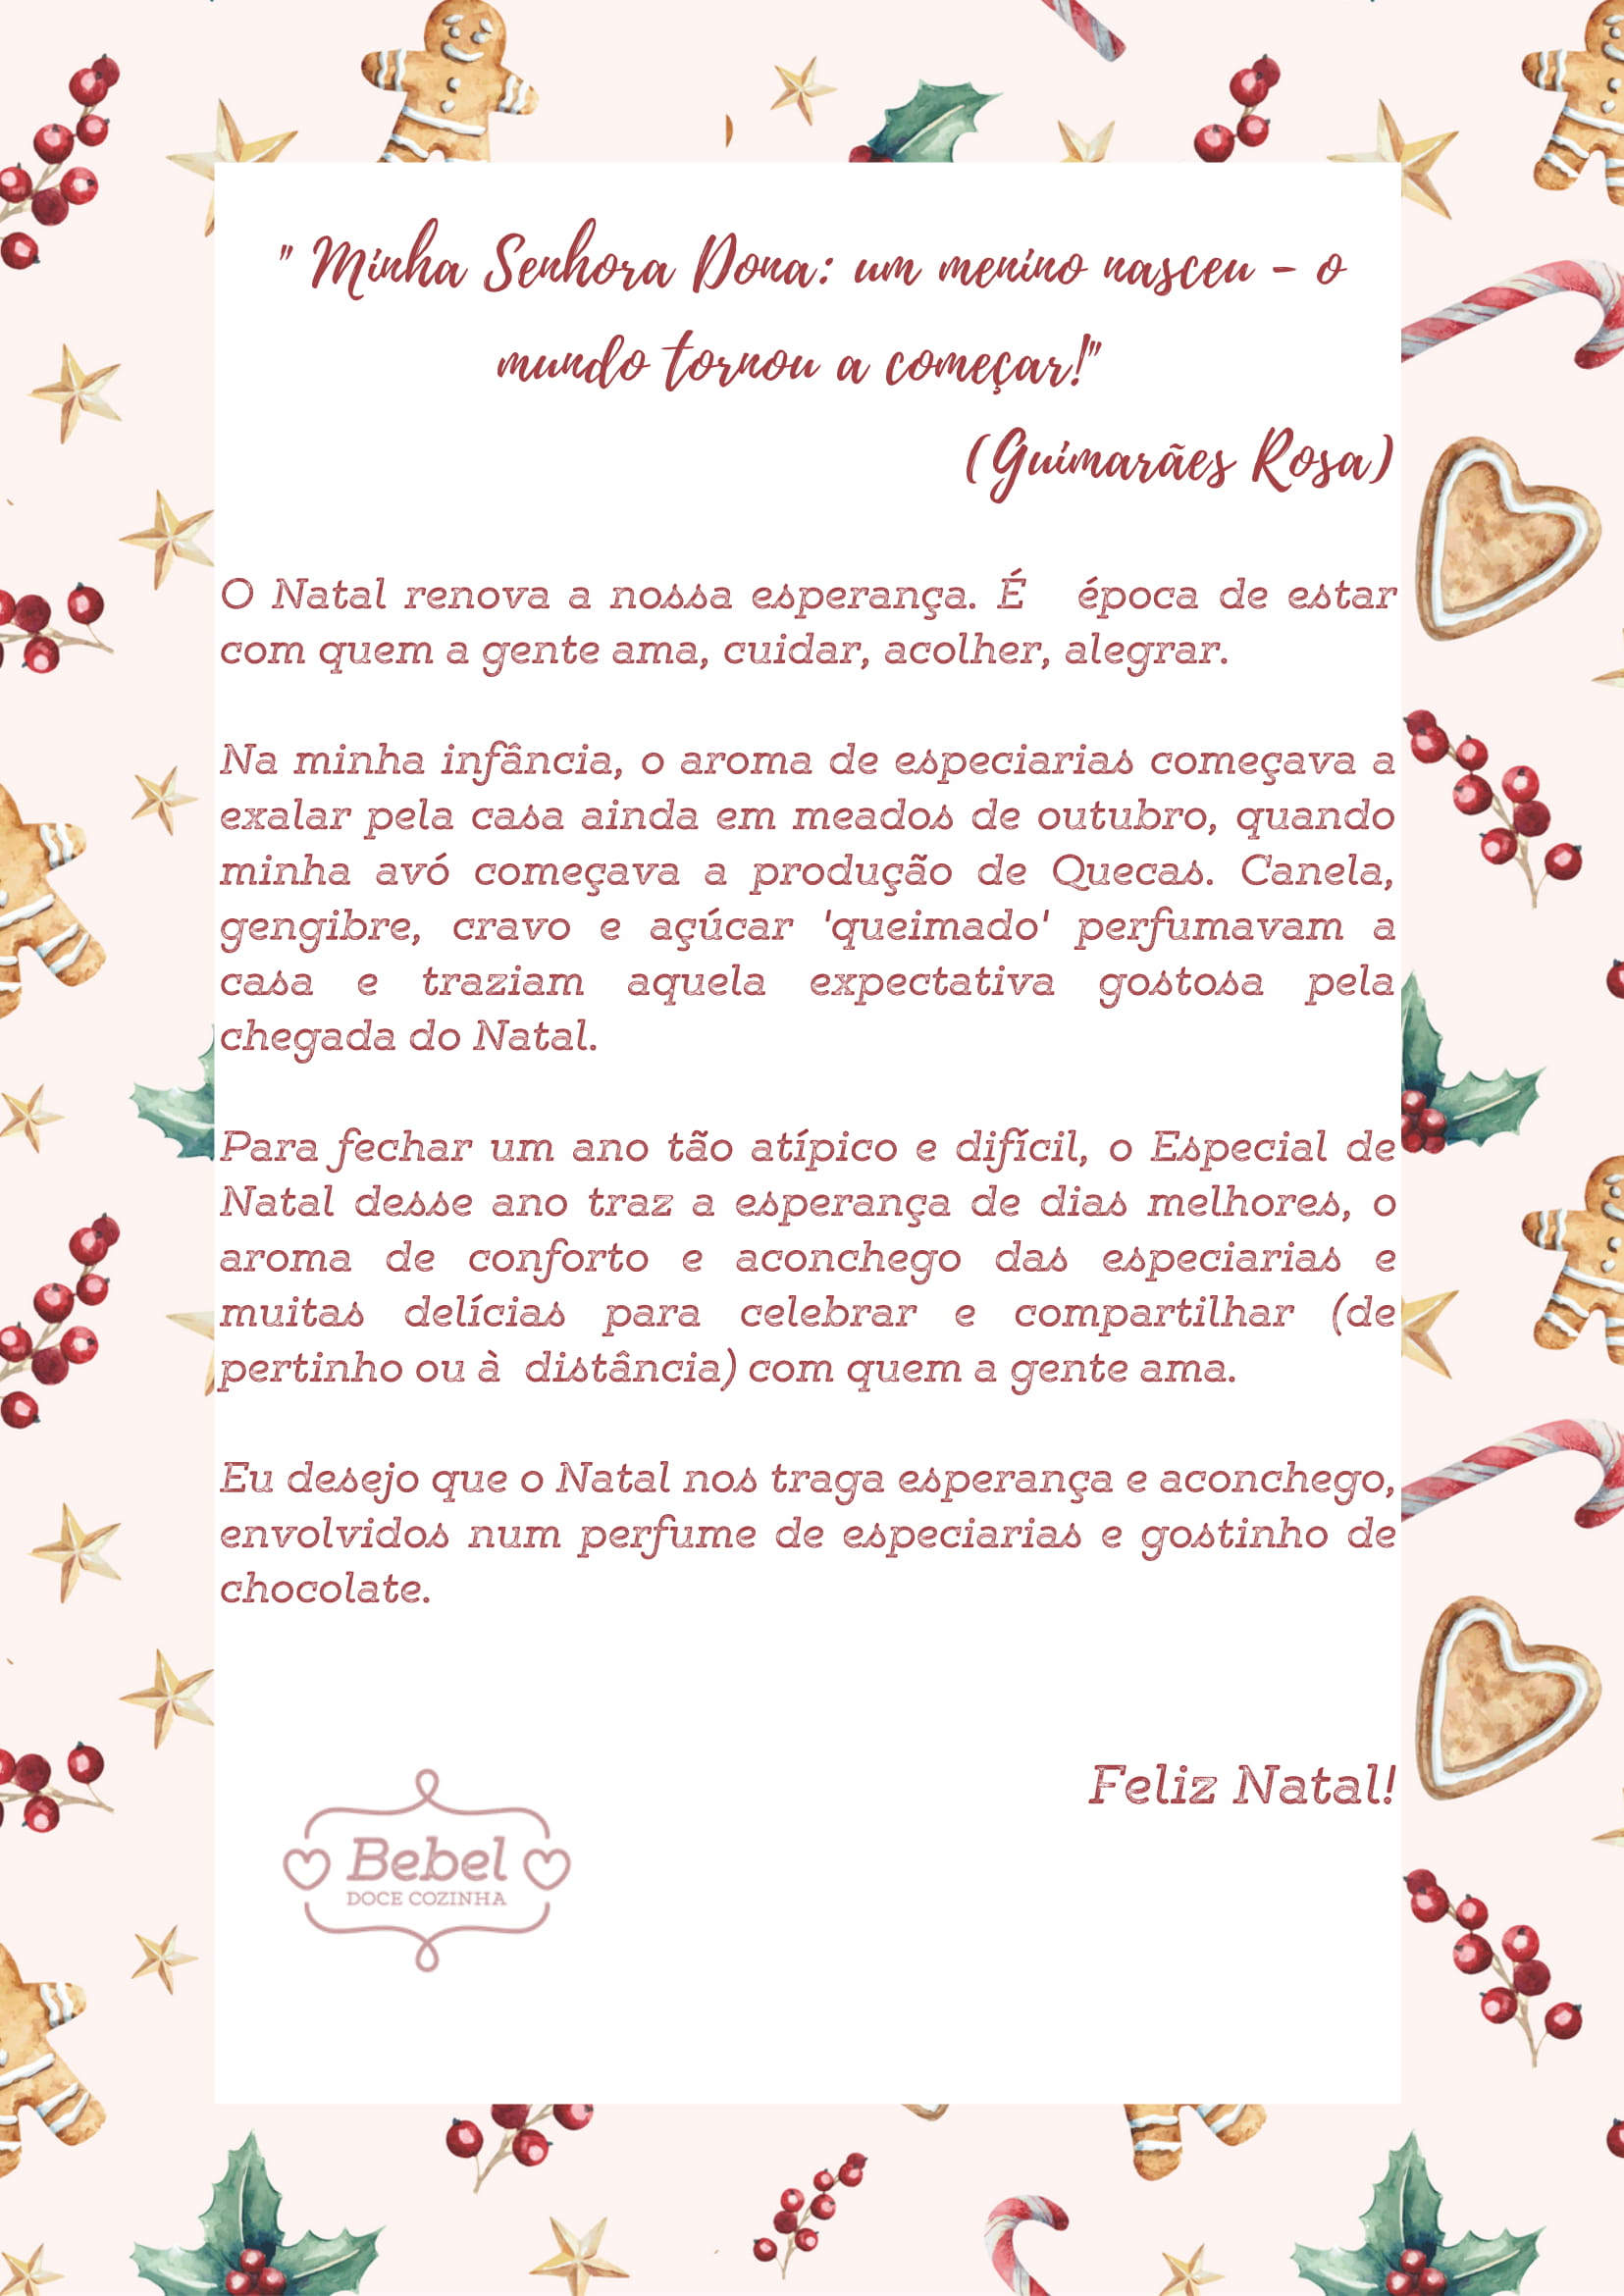 " Minha Senhora Dona: um menino nasceu - o
mundo tornou a começar!"
(Guimarães Rosa)
O Natal renova a nossa esperança. É época de estar
com quem a gente ama, cuidar, acolher, alegrar.
Na minha infância, o aroma de especiarias começava a
exalar pela casa ainda em meados de outubro, quando
minha avó começava a produção de Quecas. Canela,
gengibre, cravo e açúcar 'queimado' perfumavam a
casa e traziam aquela expectativa gostosa pela
chegada do Natal.
Para fechar um ano tão atípico e difícil, o Especial de
Natal desse ano traz a esperança de dias melhores, o
aroma de conforto e aconchego das especiarias e
muitas delícias para celebrar e compartilhar (de
pertinho ou à distância) com quem a gente ama.
Eu desejo que o Natal nos traga esperança e aconchego,
envolvidos num perfume de especiarias e gostinho de
chocolate.
Feliz Natal!
Bebel
DOCE COZINHA